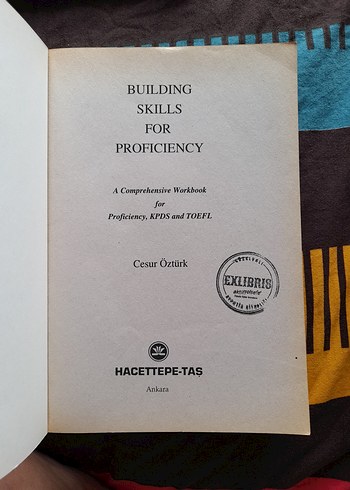 BUILDING
SKILLS
FOR
PROFICIENCY
A Comprehensive Workbook
for
Proficiency, KPDS and TOEFL
Cesur Öztürk
EXLIBRIS
HACETTEPE-TAŞ
Ankara